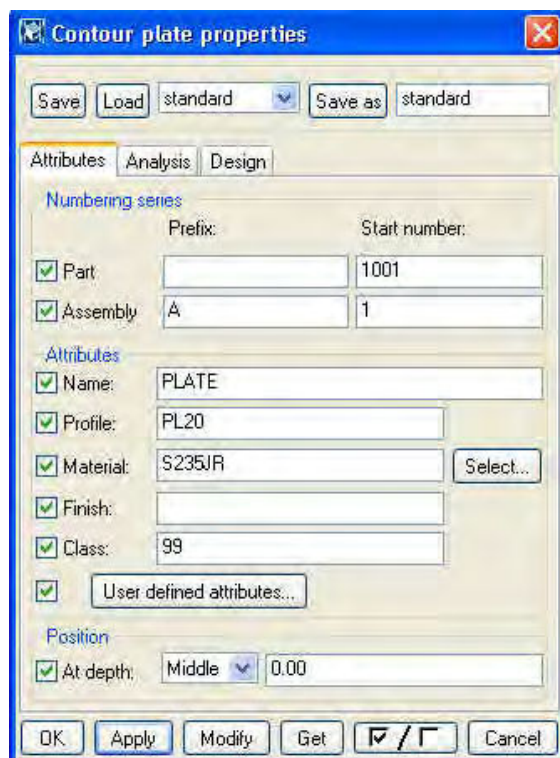 Contour plate properties
Save Load standard Save as standard
Attributes Analysis Design
Numbering series
Prefix: Start number:
Part 1001
Assembly A 1
Attributes
Name: PLATE
Profile: PL20
Material: S235JR Select...
Finish:
Class: 99
User defined attributes...
Position
At depth: Middle 0.00
OK Apply Modify Get / Cancel